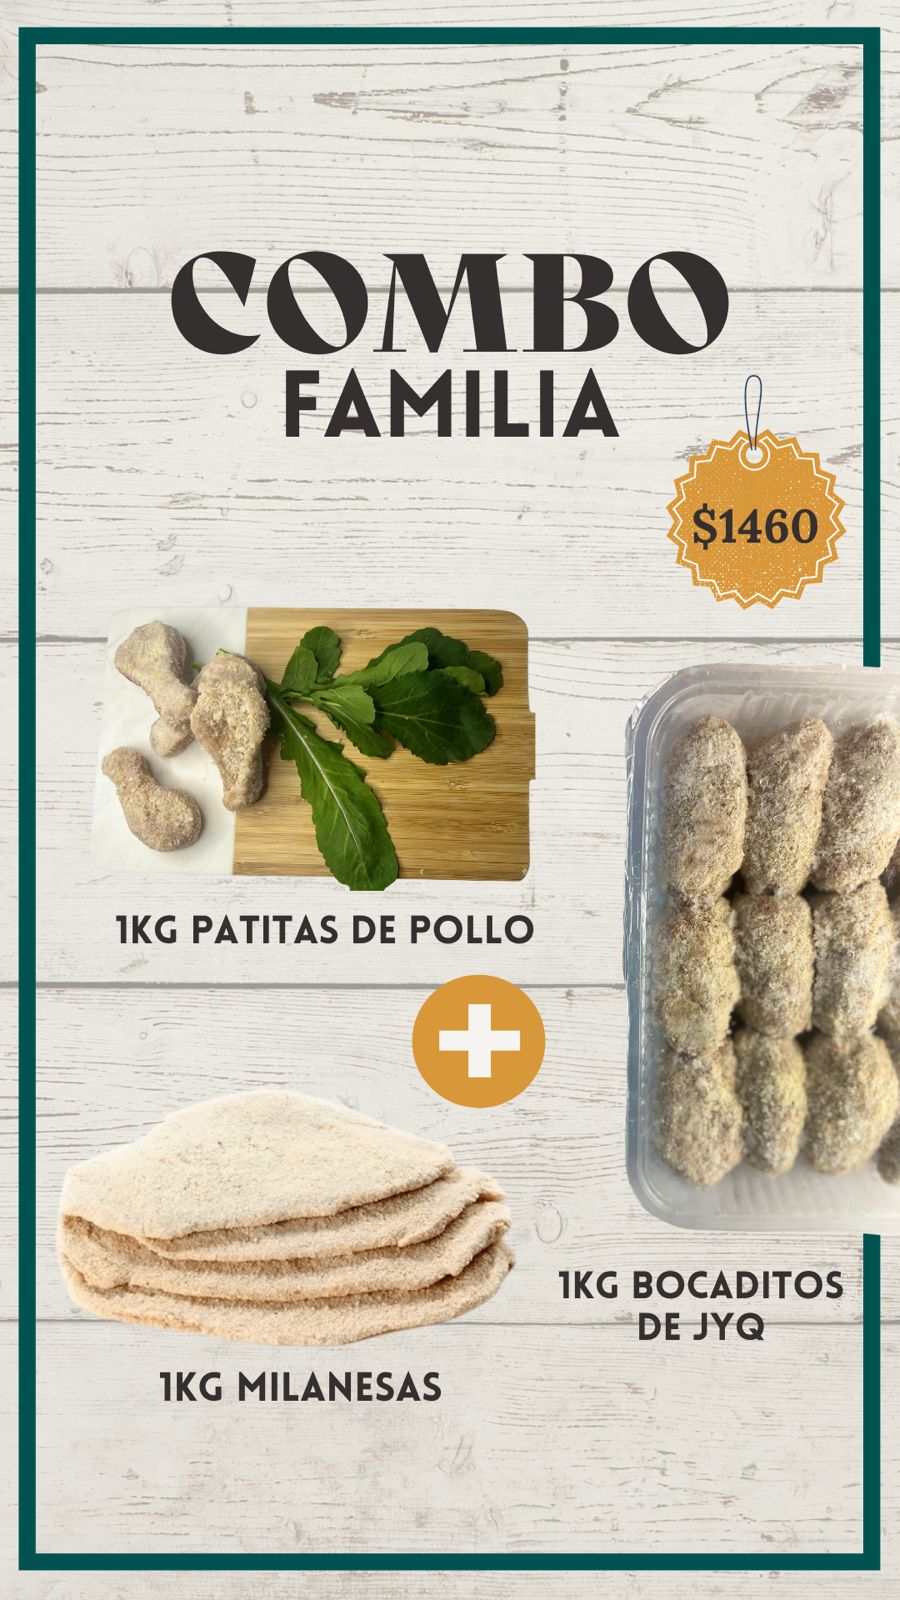 COMBO
FAMILIA
$1460
1KG PATITAS DE POLLO
1KG BOCADITOS
DE JYQ
1KG MILANESAS